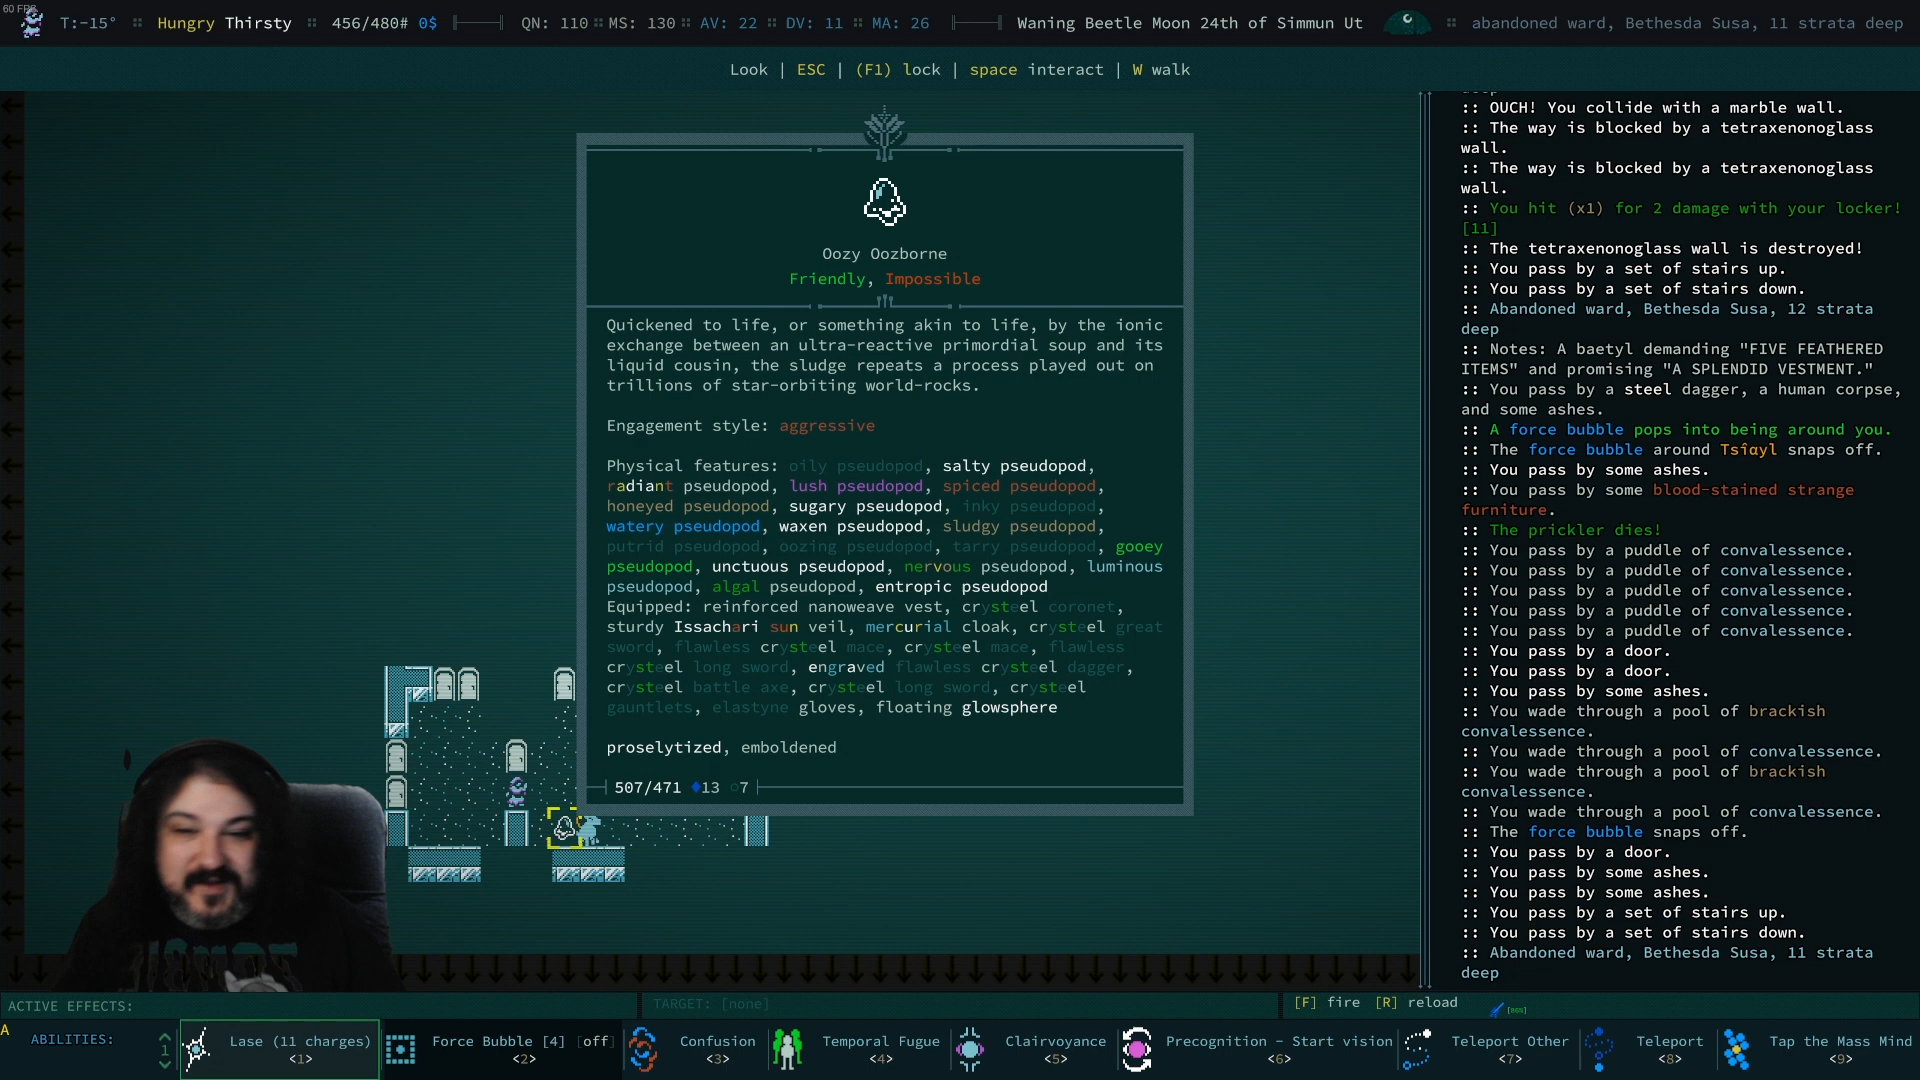 60 FPS
T:-15° :: Hungry Thirsty :: 456/480# 0$ QN: 110 :: MS: 130 :: AV: 22 :: DV: 11 :: MA: 26 Waning Beetle Moon 24th of Simmun Ut :: abandoned ward, Bethesda Susa, 11 strata deep
Look | ESC | (F1) lock | space interact | W walk
Oozy Oozborne
Friendly, Impossible
Quickened to life, or something akin to life, by the ionic
exchange between an ultra-reactive primordial soup and its
liquid cousin, the sludge repeats a process played out on
trillions of star-orbiting world-rocks.
Engagement style: aggressive
Physical features: oily pseudopod, salty pseudopod,
radiant pseudopod, lush pseudopod, spiced pseudopod,
honeyed pseudopod, sugary pseudopod, inky pseudopod,
watery pseudopod, waxen pseudopod, sludgy pseudopod,
putrid pseudopod, oozing pseudopod, tarry pseudopod, gooey
pseudopod, unctuous pseudopod, nervous pseudopod, luminous
pseudopod, algal pseudopod, entropic pseudopod
Equipped: reinforced nanoweave vest, crysteel coronet,
sturdy Issachari sun veil, mercurial cloak, crysteel great
sword, flawless crysteel mace, crysteel mace, flawless
crysteel long sword, engraved flawless crysteel dagger,
crysteel battle axe, crysteel long sword, crysteel
gauntlets, elastyne gloves, floating glowsphere
proselytized, emboldened
507/471 ♦13 ○7
:: OUCH! You collide with a marble wall.
:: The way is blocked by a tetraxenonoglass
wall.
:: The way is blocked by a tetraxenonoglass
wall.
:: You hit (x1) for 2 damage with your locker!
[11]
:: The tetraxenonoglass wall is destroyed!
:: You pass by a set of stairs up.
:: You pass by a set of stairs down.
:: Abandoned ward, Bethesda Susa, 12 strata
deep
:: Notes: A baetyl demanding "FIVE FEATHERED
ITEMS" and promising "A SPLENDID VESTMENT."
:: You pass by a steel dagger, a human corpse,
and some ashes.
:: A force bubble pops into being around you.
:: The force bubble around Tsîɑyl snaps off.
:: You pass by some ashes.
:: You pass by some blood-stained strange
furniture.
:: The prickler dies!
:: You pass by a puddle of convalessence.
:: You pass by a puddle of convalessence.
:: You pass by a puddle of convalessence.
:: You pass by a puddle of convalessence.
:: You pass by a puddle of convalessence.
:: You pass by a door.
:: You pass by a door.
:: You pass by some ashes.
:: You wade through a pool of brackish
convalessence.
:: You wade through a pool of convalessence.
:: You wade through a pool of brackish
convalessence.
:: You wade through a pool of convalessence.
:: The force bubble snaps off.
:: You pass by a door.
:: You pass by some ashes.
:: You pass by some ashes.
:: You pass by a set of stairs up.
:: You pass by a set of stairs down.
:: Abandoned ward, Bethesda Susa, 11 strata
deep
ACTIVE EFFECTS:
TARGET: [none]
[F] fire [R] reload
A
ABILITIES:
1
Lase (11 charges) Force Bubble [4] [off] Confusion Temporal Fugue Clairvoyance Precognition - Start vision Teleport Other Teleport Tap the Mass Mind
<1> <2> <3> <4> <5> <6> <7> <8> <9>